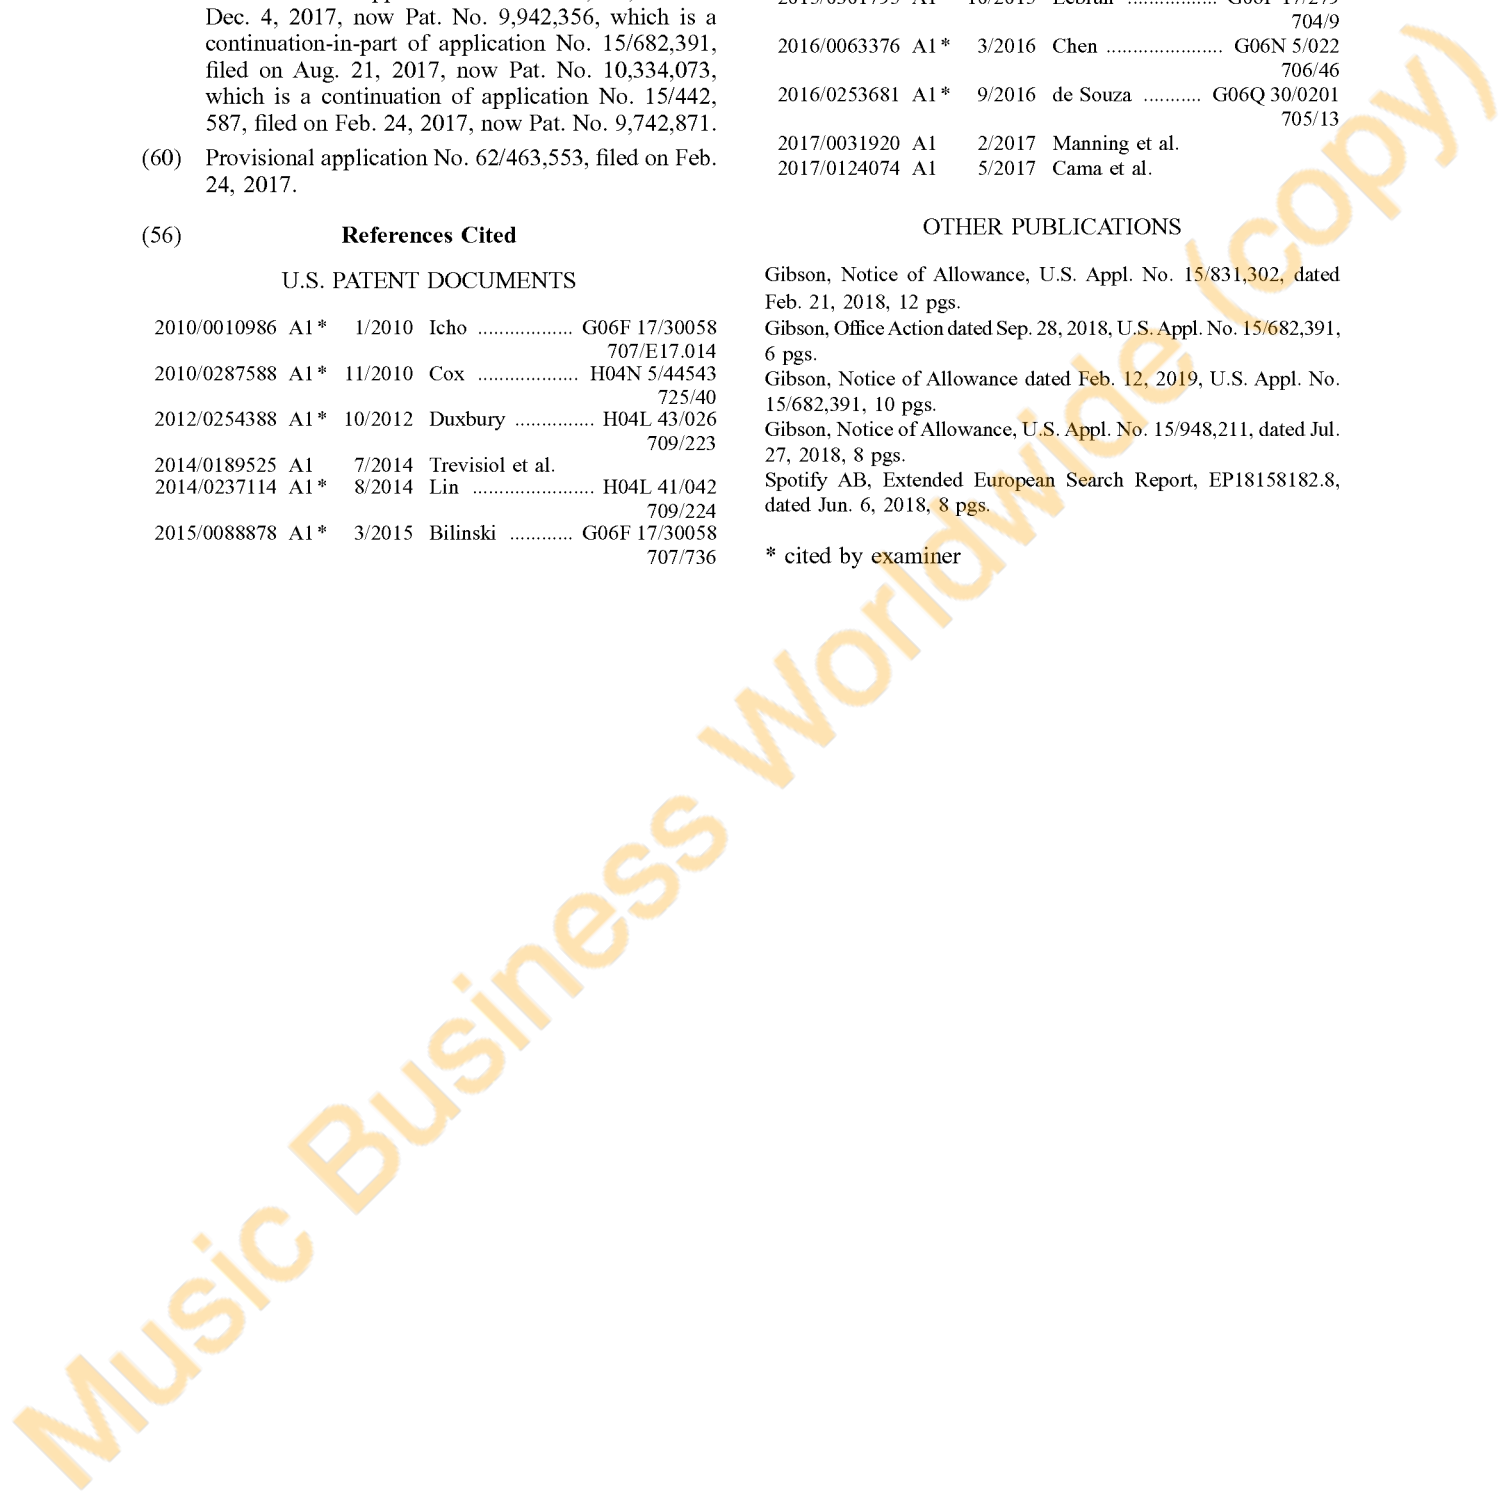 Dec. 4, 2017, now Pat. No. 9,942,356, which is a
continuation-in-part of application No. 15/682,391,
filed on Aug. 21, 2017, now Pat. No. 10,334,073,
which is a continuation of application No. 15/442,
587, filed on Feb. 24, 2017, now Pat. No. 9,742,871.
(60) Provisional application No. 62/463,553, filed on Feb.
24, 2017.
(56) References Cited
U.S. PATENT DOCUMENTS
2010/0010986 A1* 1/2010 Icho .................. G06F 17/30058
707/E17.014
2010/0287588 A1* 11/2010 Cox ................... H04N 5/44543
725/40
2012/0254388 A1* 10/2012 Duxbury ............... H04L 43/026
709/223
2014/0189525 A1 7/2014 Trevisiol et al.
2014/0237114 A1* 8/2014 Lin ....................... H04L 41/042
709/224
2015/0088878 A1* 3/2015 Bilinski ............ G06F 17/30058
707/736
704/9
2016/0063376 A1* 3/2016 Chen ...................... G06N 5/022
706/46
2016/0253681 A1* 9/2016 de Souza ........... G06Q 30/0201
705/13
2017/0031920 A1 2/2017 Manning et al.
2017/0124074 A1 5/2017 Cama et al.
OTHER PUBLICATIONS
Gibson, Notice of Allowance, U.S. Appl. No. 15/831,302, dated
Feb. 21, 2018, 12 pgs.
Gibson, Office Action dated Sep. 28, 2018, U.S. Appl. No. 15/682,391,
6 pgs.
Gibson, Notice of Allowance dated Feb. 12, 2019, U.S. Appl. No.
15/682,391, 10 pgs.
Gibson, Notice of Allowance, U.S. Appl. No. 15/948,211, dated Jul.
27, 2018, 8 pgs.
Spotify AB, Extended European Search Report, EP18158182.8,
dated Jun. 6, 2018, 8 pgs.
* cited by examiner
Music Business Worldwide (copy)